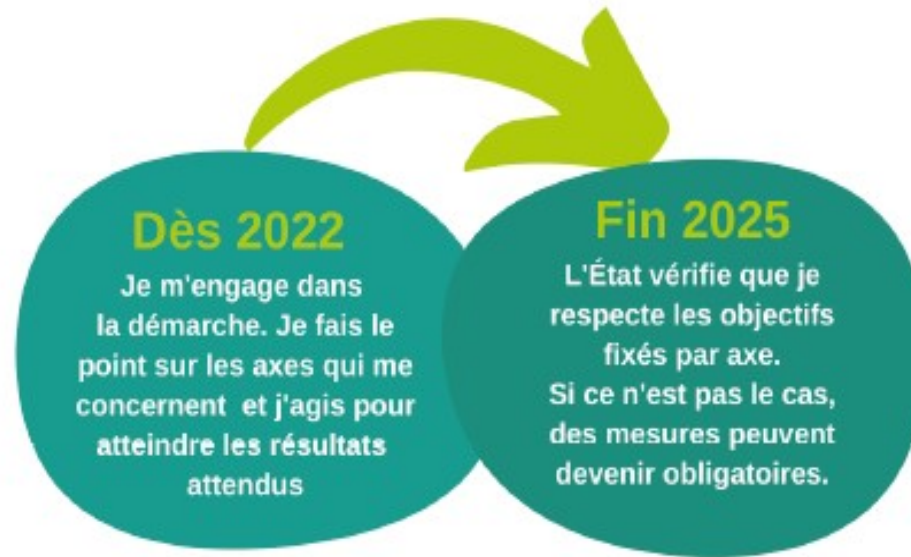 Dès 2022
Je m'engage dans
la démarche. Je fais le
point sur les axes qui me
concernent et j'agis pour
atteindre les résultats
attendus
Fin 2025
L'État vérifie que je
respecte les objectifs
fixés par axe.
Si ce n'est pas le cas,
des mesures peuvent
devenir obligatoires.